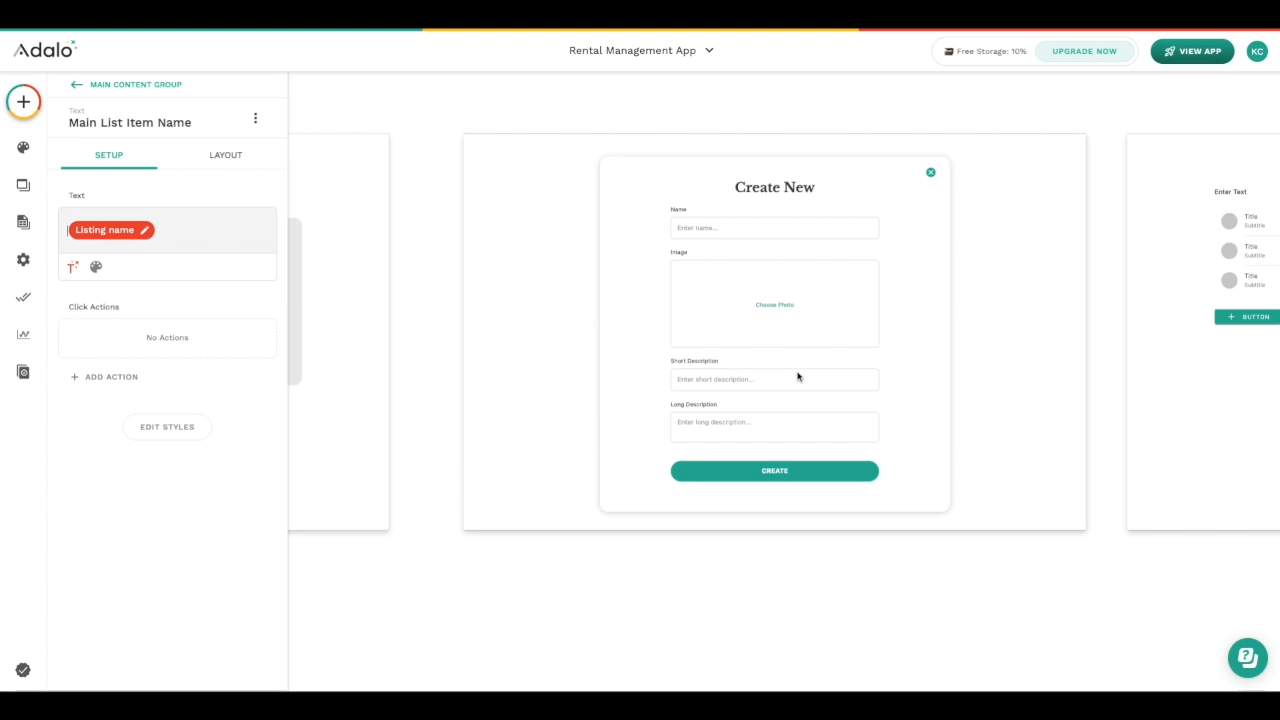 Adalo
Rental Management App
Free Storage: 10%
UPGRADE NOW
VIEW APP
KC
MAIN CONTENT GROUP
Text
Main List Item Name
SETUP
LAYOUT
Text
Listing name
T
Click Actions
No Actions
ADD ACTION
EDIT STYLES
Create New
Name
Enter name...
Image
Choose Photo
Short Description
Enter short description...
Long Description
Enter long description...
CREATE
Enter Text
Title
Subtitle
Title
Subtitle
Title
Subtitle
+ BUTTON